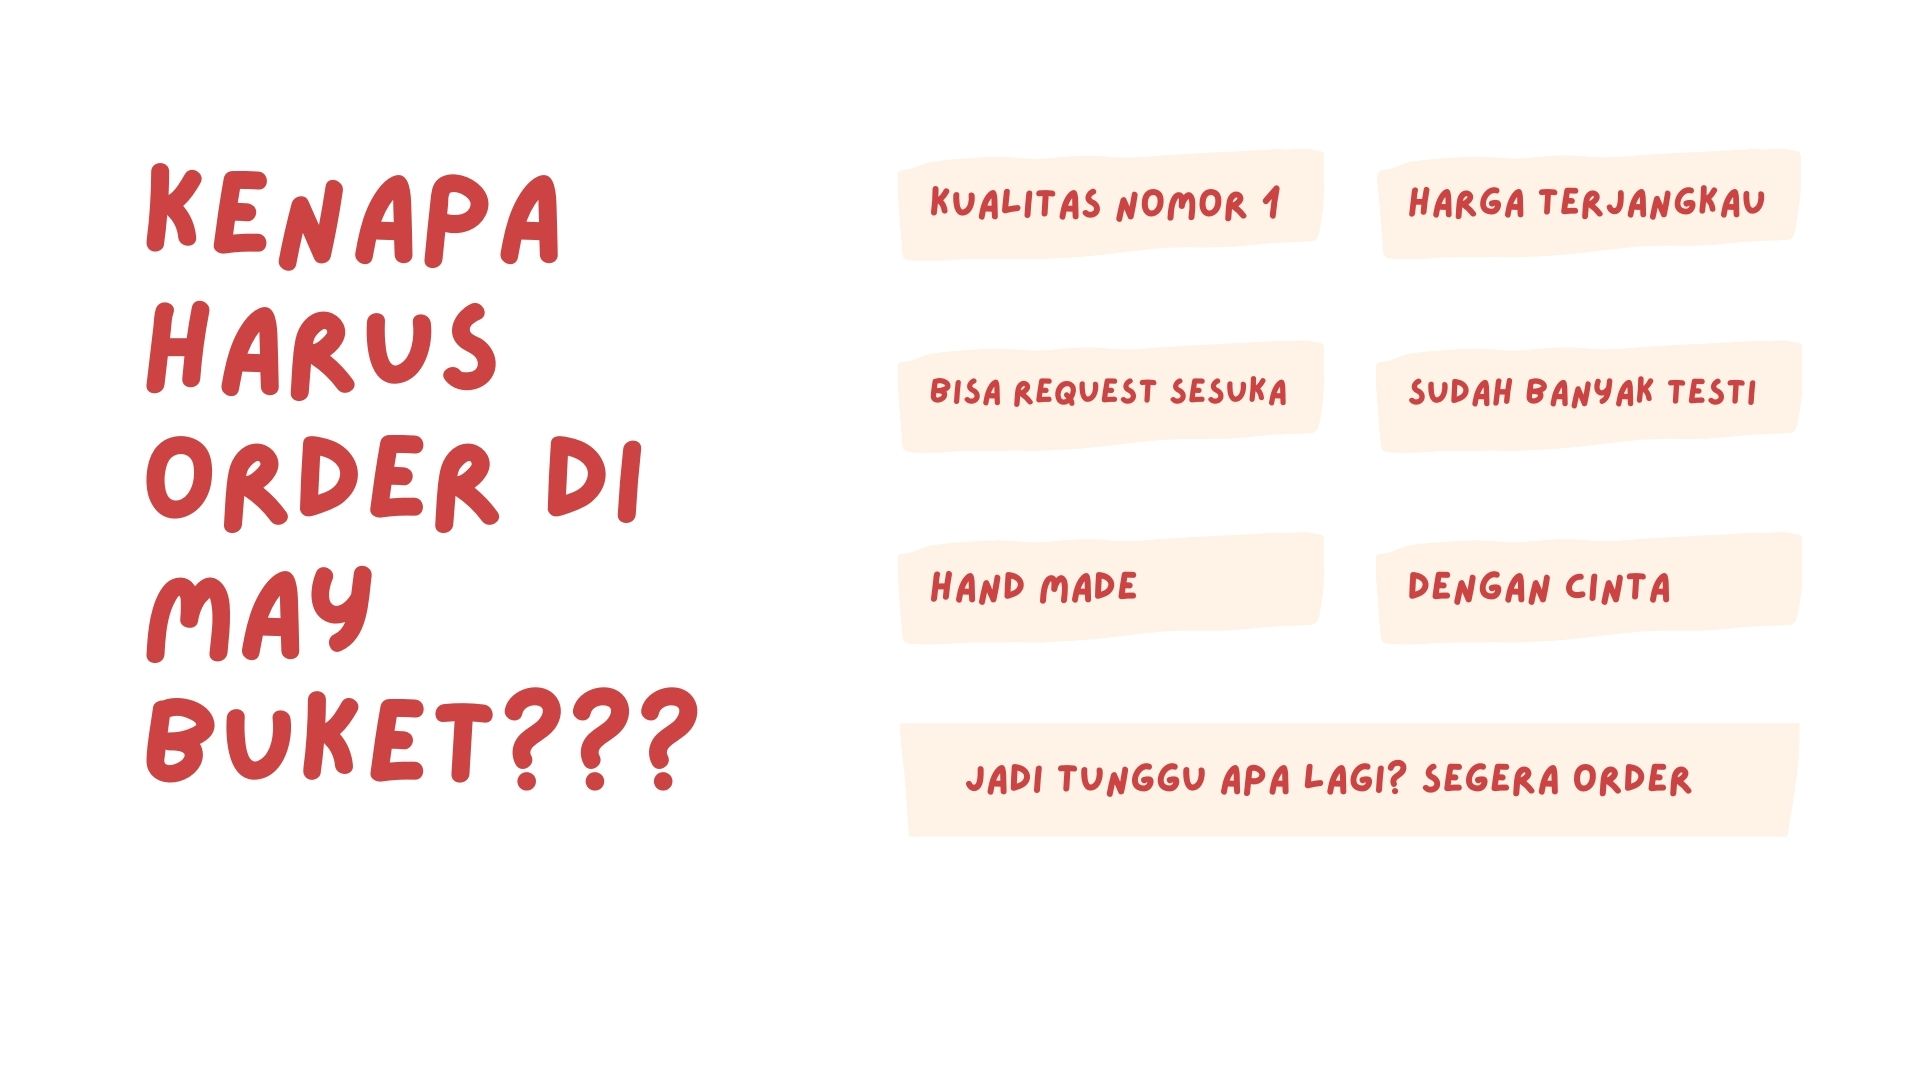 KENAPA
HARUS
ORDER DI
MAY
BUKET???
KUALITAS NOMOR 1
HARGA TERJANGKAU
BISA REQUEST SESUKA
SUDAH BANYAK TESTI
HAND MADE
DENGAN CINTA
JADI TUNGGU APA LAGI? SEGERA ORDER